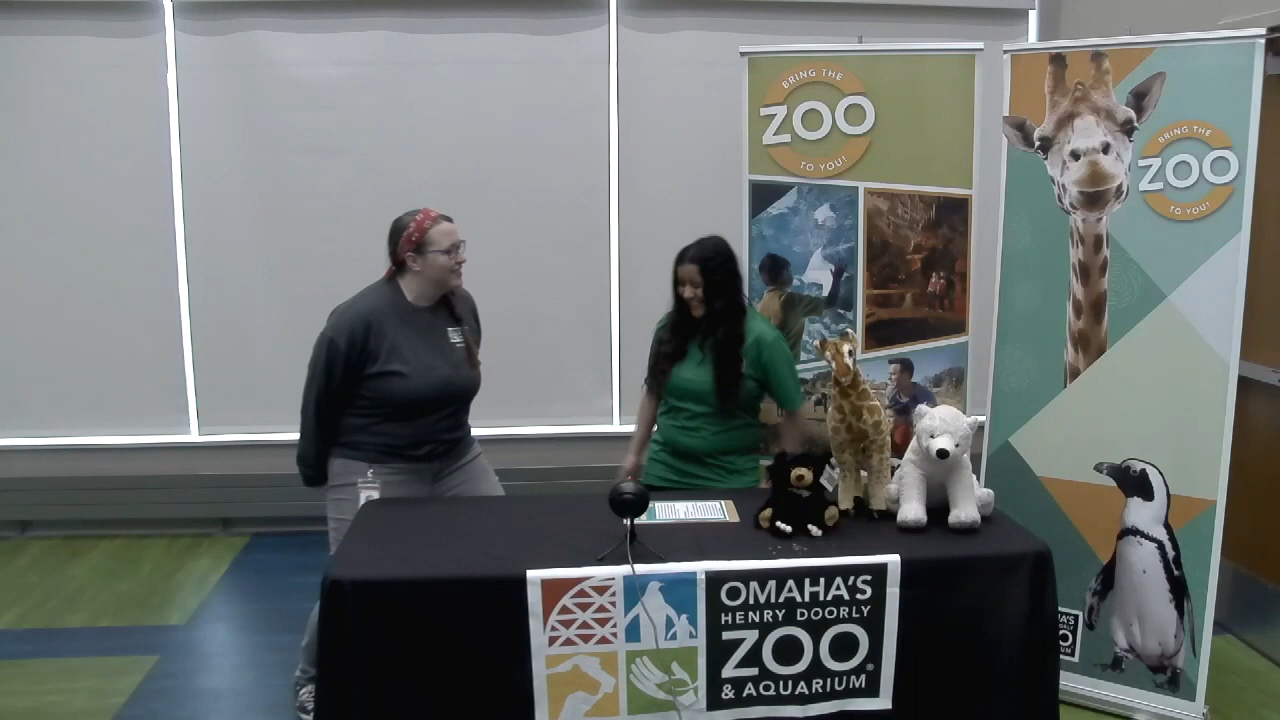 BRING THE
ZOO
TO YOU!
BRING THE
ZOO
TO YOU!
OMAHA'S
HENRY DOORLY
ZOO®
& AQUARIUM